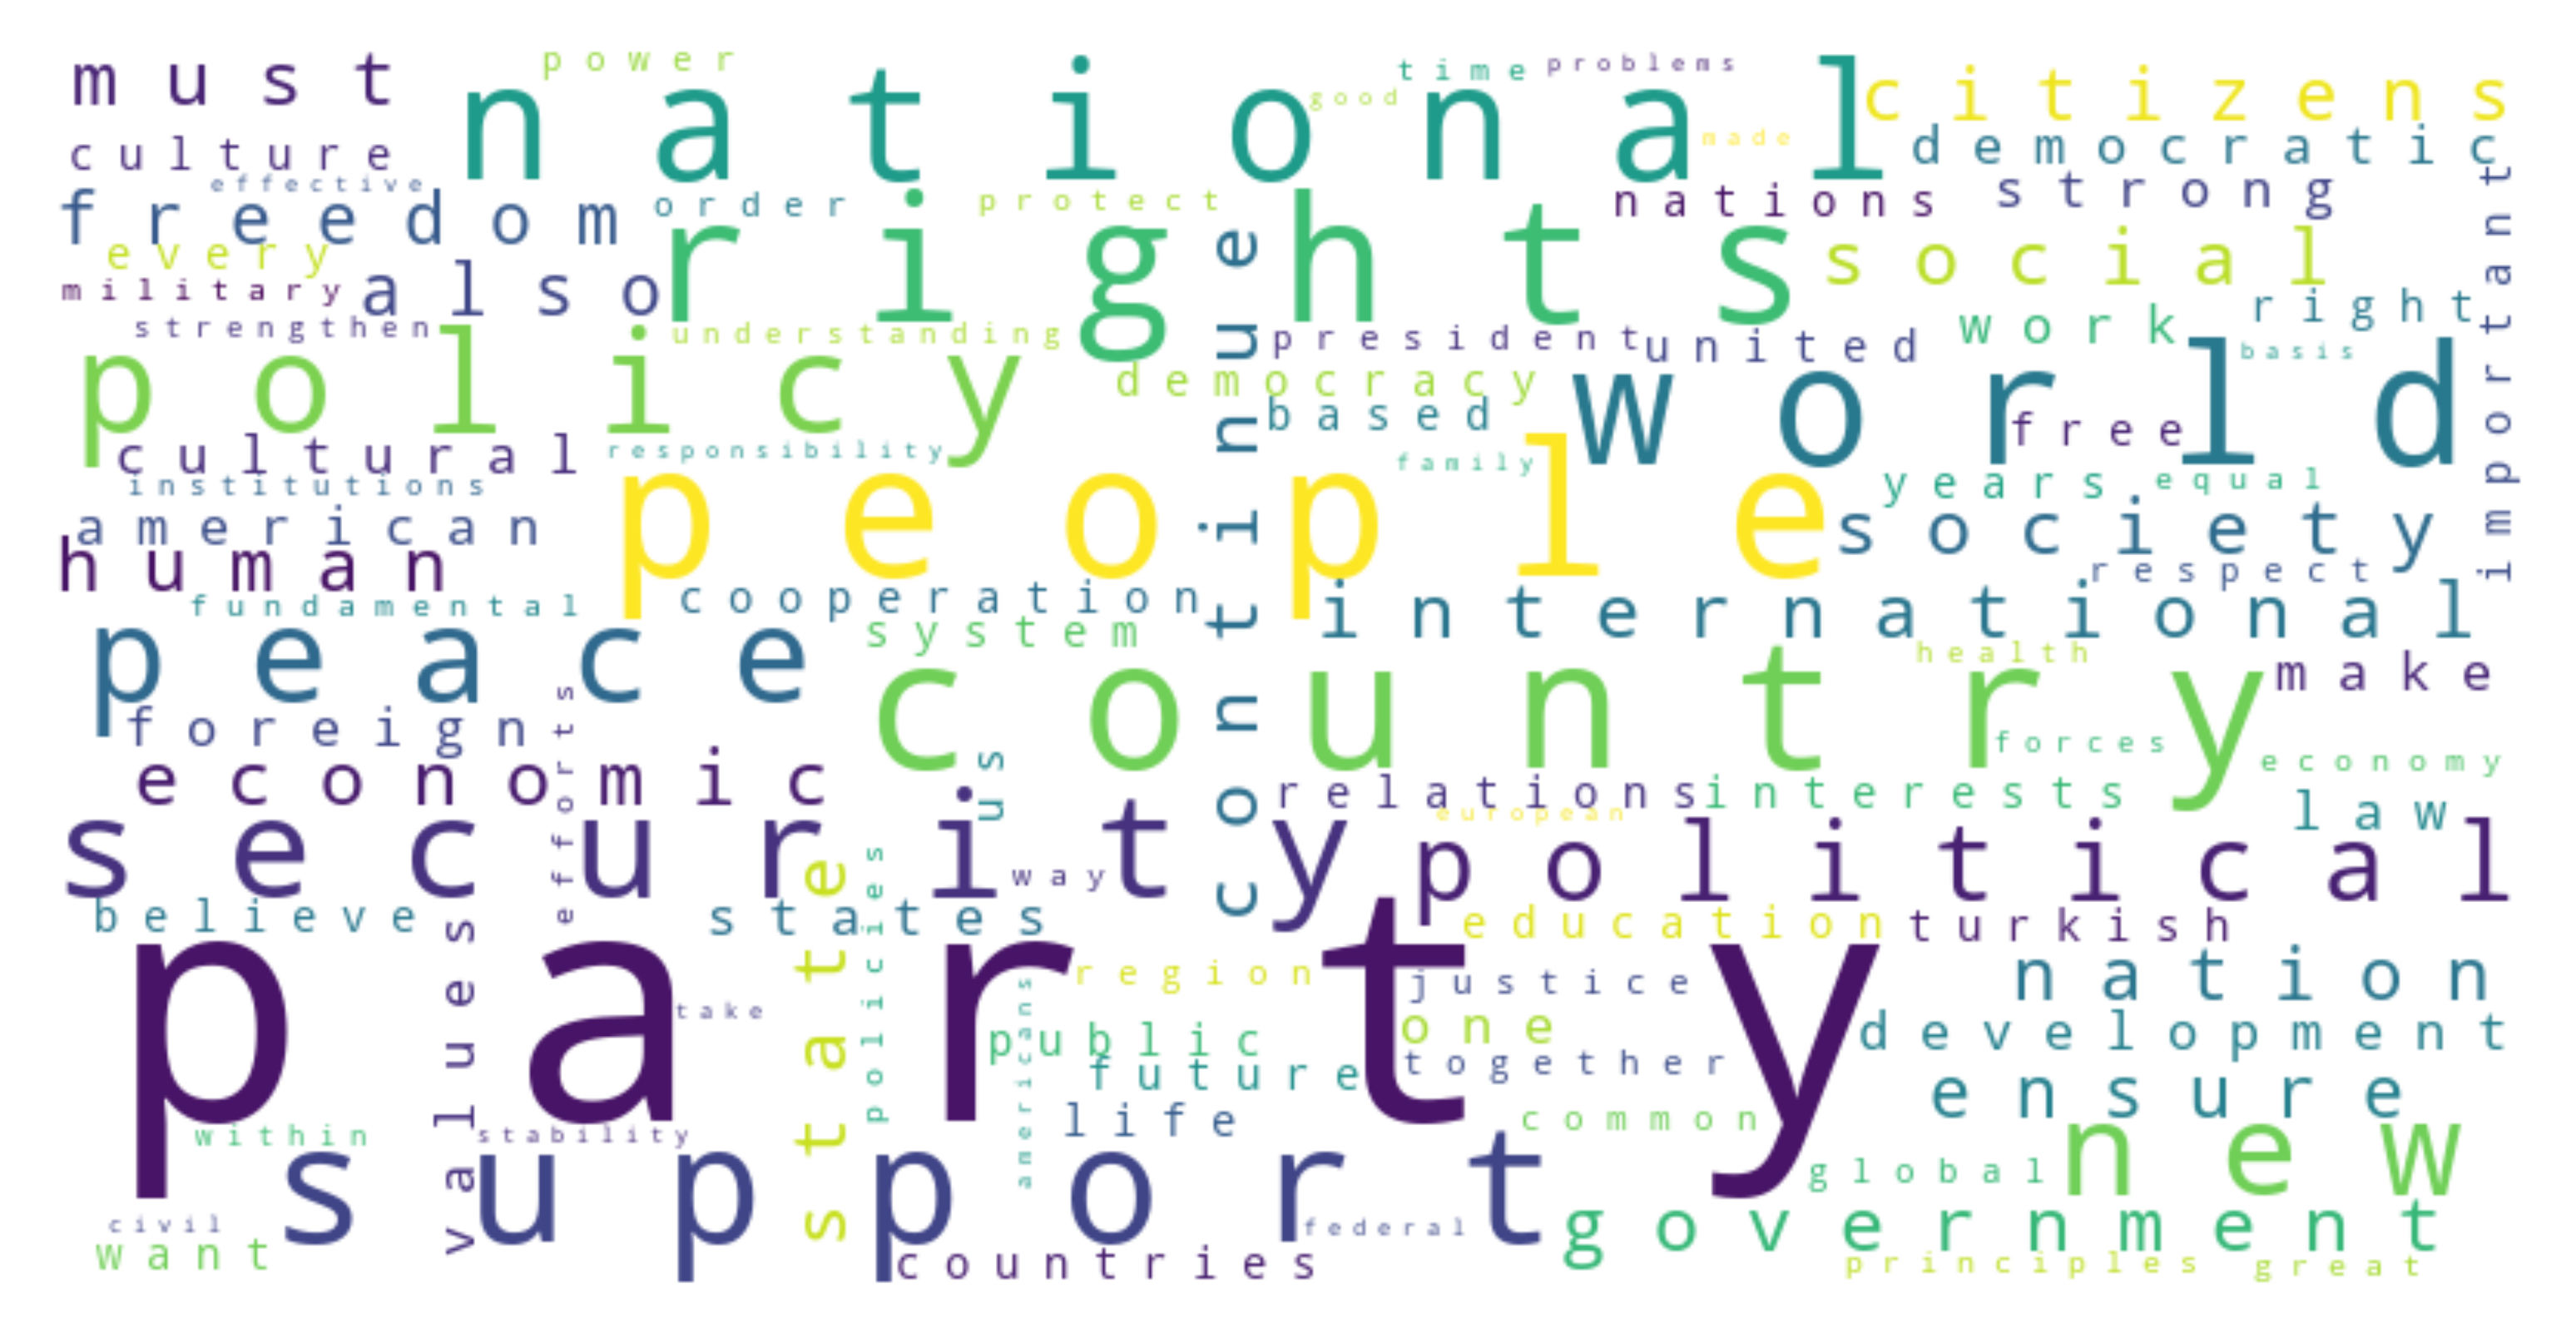 must
power
national
time
problems
good
made
citizens
culture
democratic
effective
freedom
order
protect
nations
strong
important
every
rights
social
military
also
continue
right
strengthen
understanding
president
united
work
basis
policy
democracy
world
based
free
cultural
responsibility
family
institutions
people
years
equal
american
society
human
respect
fundamental
cooperation
international
peace
system
country
health
make
foreign
efforts
forces
economic
us
economy
relations
interests
european
law
security
way
political
believe
values
state
policies
states
education
turkish
party
region
justice
nation
take
americans
public
one
development
future
together
life
ensure
within
stability
common
support
global
new
civil
federal
government
want
countries
principles
great